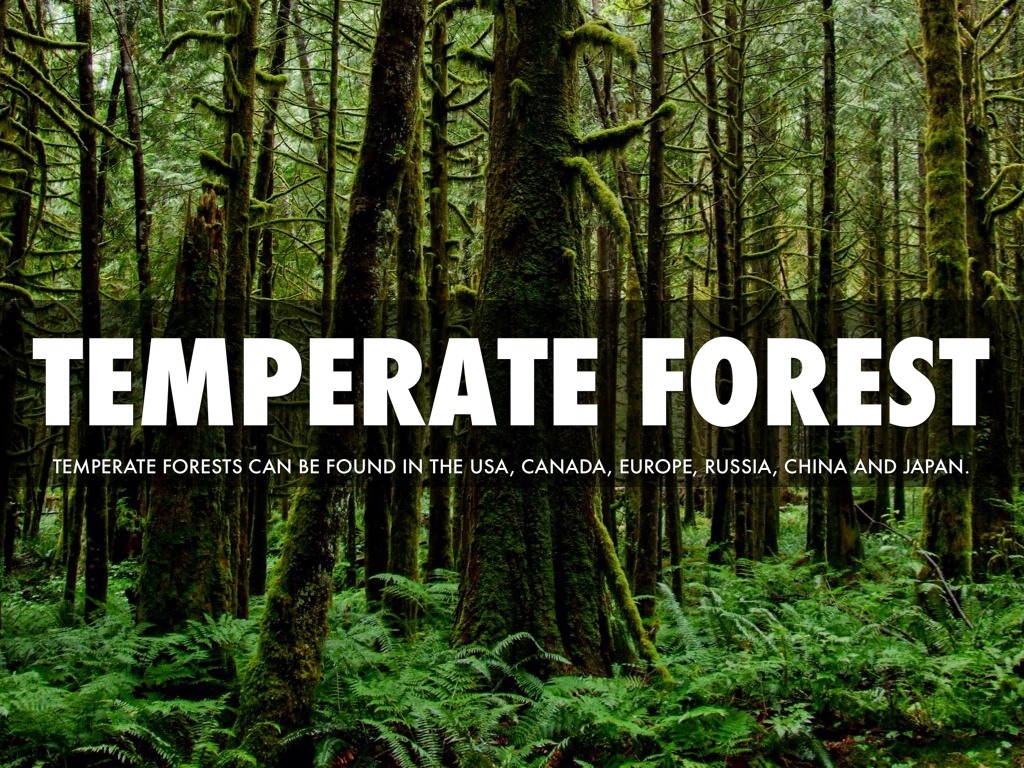 TEMPERATE FOREST
TEMPERATE FORESTS CAN BE FOUND IN THE USA, CANADA, EUROPE, RUSSIA, CHINA AND JAPAN.